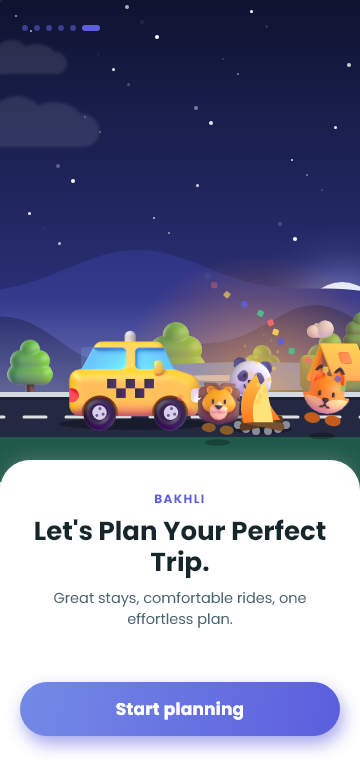 BAKHLI
Let's Plan Your Perfect
Trip.
Great stays, comfortable rides, one
effortless plan.
Start planning